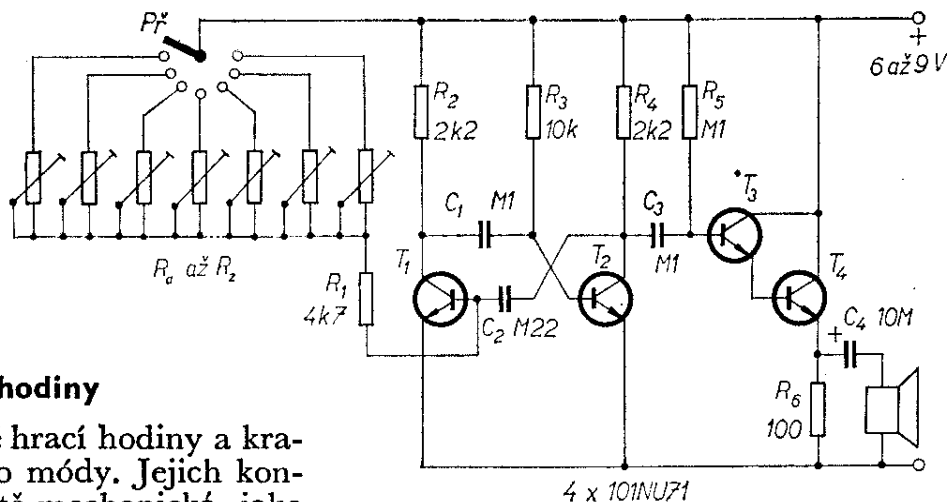 Př
+
6 až 9 V
R2
2k2
R3
10k
R4
2k2
R5
M1
T3
C1 M1
C3
M1
Ra až Rz
R1
4k7
T1
T2
T4
C2 M22
+
C4 10M
R6
100
hodiny
hrací hodiny a kra-
módy. Jejich kon-
mechanická, jako
4 x 101NU71